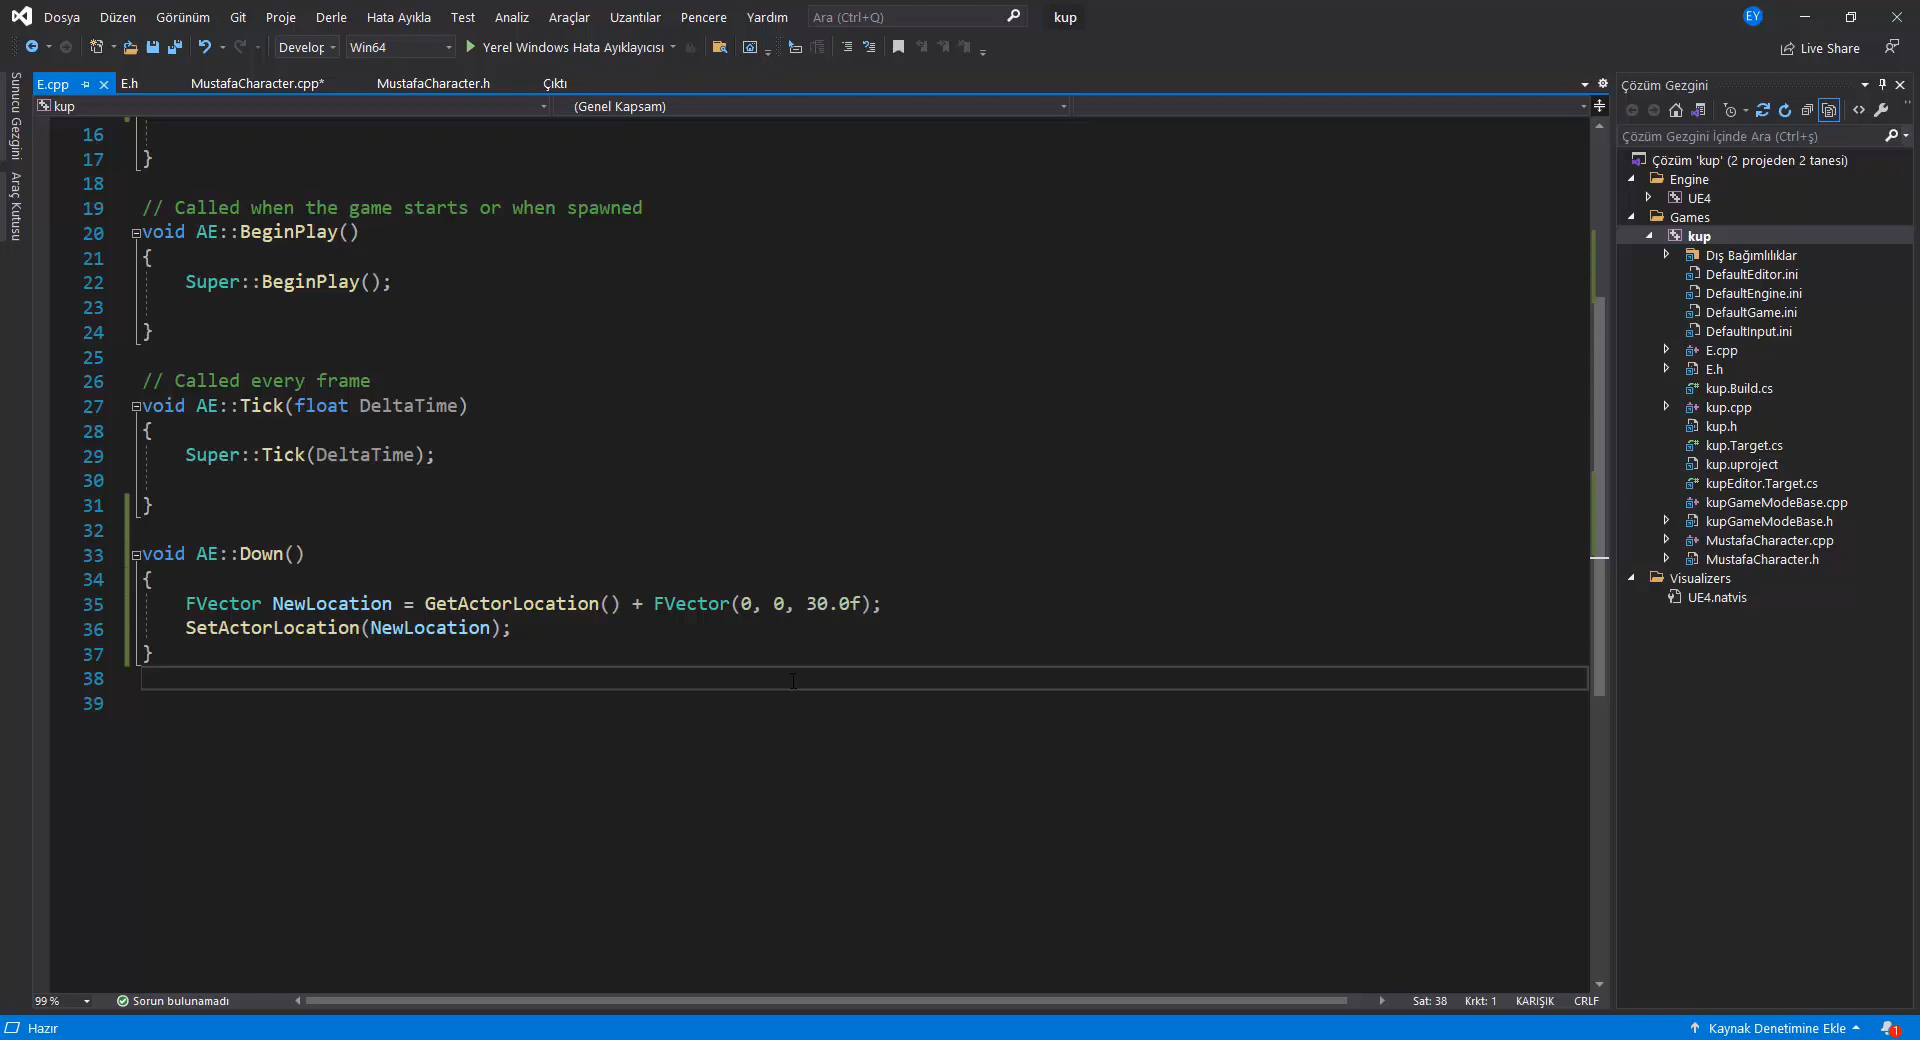 Dosya Düzen Görünüm Git Proje Derle Hata Ayıkla Test Analiz Araçlar Uzantılar Pencere Yardım Ara (Ctrl+Q) kup EY
Develop Win64 Yerel Windows Hata Ayıklayıcısı Live Share
Sunucu Gezgini
Araç Kutusu
E.cpp E.h MustafaCharacter.cpp* MustafaCharacter.h Çıktı
kup (Genel Kapsam)
16
17 }
18
19 // Called when the game starts or when spawned
20 void AE::BeginPlay()
21 {
22 Super::BeginPlay();
23
24 }
25
26 // Called every frame
27 void AE::Tick(float DeltaTime)
28 {
29 Super::Tick(DeltaTime);
30
31 }
32
33 void AE::Down()
34 {
35 FVector NewLocation = GetActorLocation() + FVector(0, 0, 30.0f);
36 SetActorLocation(NewLocation);
37 }
38
39
99 % Sorun bulunamadı Sat: 38 Krkt: 1 KARIŞIK CRLF
Çözüm Gezgini
Çözüm Gezgini İçinde Ara (Ctrl+ş)
Çözüm 'kup' (2 projeden 2 tanesi)
Engine
UE4
Games
kup
Dış Bağımlılıklar
DefaultEditor.ini
DefaultEngine.ini
DefaultGame.ini
DefaultInput.ini
E.cpp
E.h
kup.Build.cs
kup.cpp
kup.h
kup.Target.cs
kup.uproject
kupEditor.Target.cs
kupGameModeBase.cpp
kupGameModeBase.h
MustafaCharacter.cpp
MustafaCharacter.h
Visualizers
UE4.natvis
Hazır Kaynak Denetimine Ekle 1